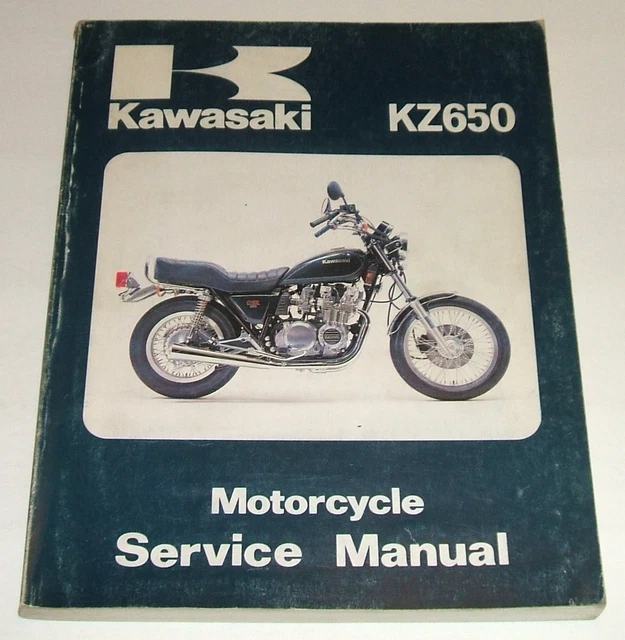 Kawasaki KZ650
Kawasaki
Motorcycle
Service Manual